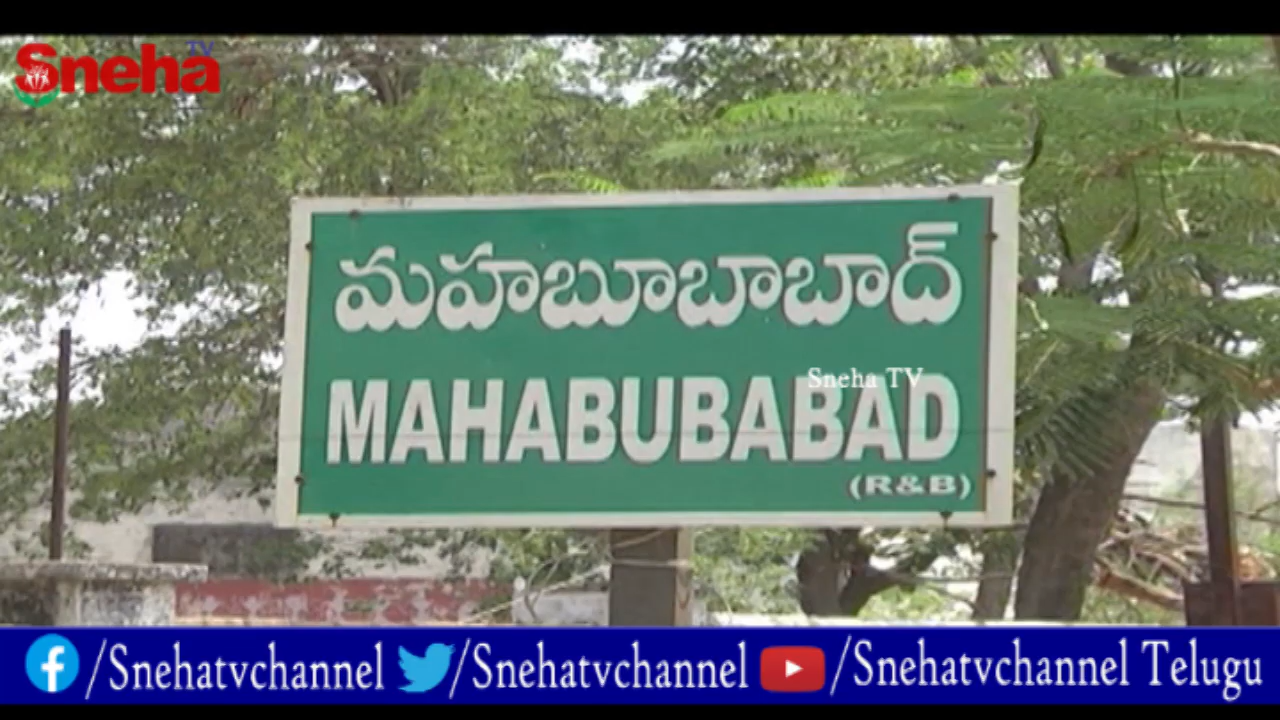 Sneha TV
మహబూబాబాద్
Sneha TV
MAHABUBABAD
(R&B)
/Snehatvchannel /Snehatvchannel /Snehatvchannel Telugu